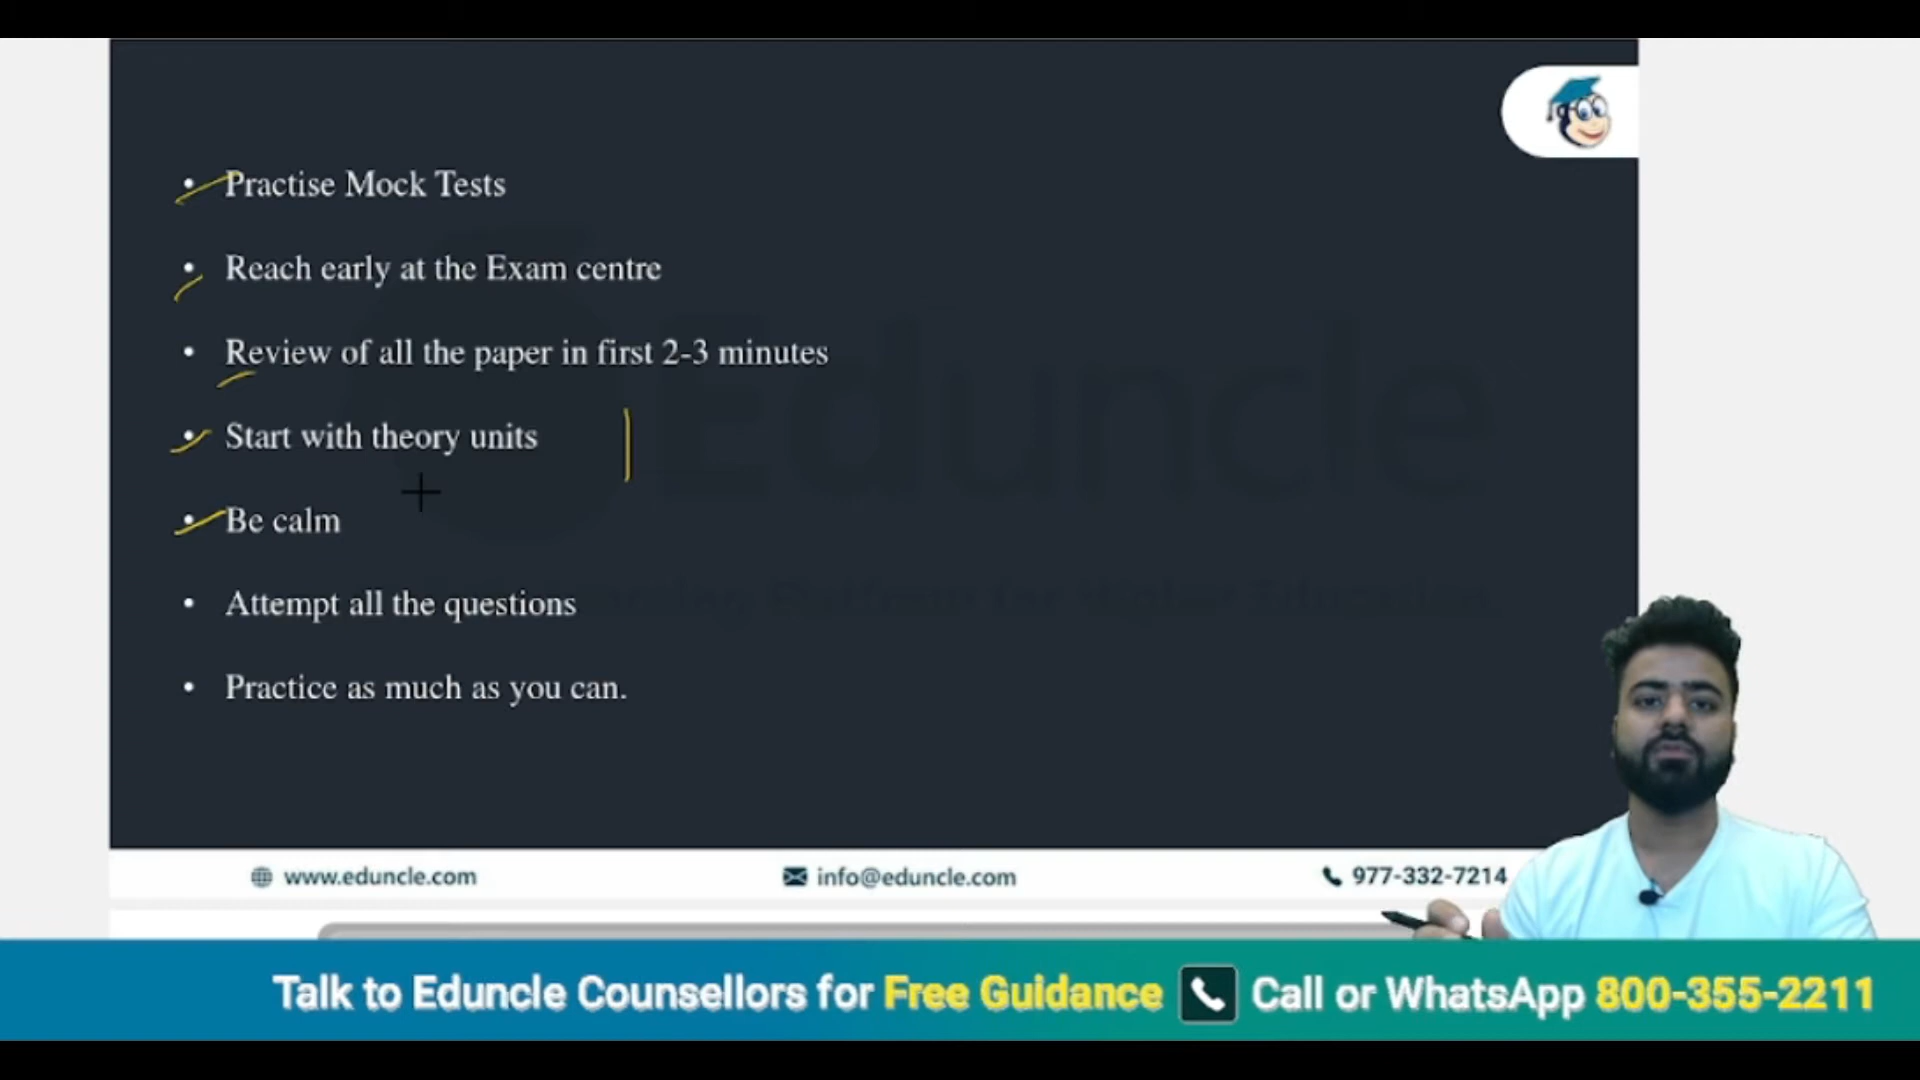 • Practise Mock Tests
• Reach early at the Exam centre
• Review of all the paper in first 2-3 minutes
• Start with theory units
• Be calm
• Attempt all the questions
• Practice as much as you can.
Eduncle
www.eduncle.com
info@eduncle.com
977-332-7214
Talk to Eduncle Counsellors for Free Guidance Call or WhatsApp 800-355-2211